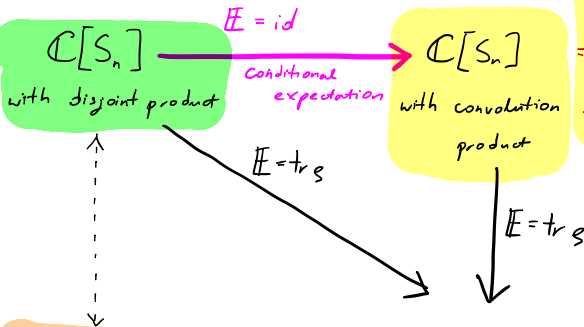 𝔼 = id
ℂ[Sₙ]
with disjoint product
conditional
expectation
ℂ[Sₙ]
with convolution
product
𝔼 = tr ϱ
𝔼 = tr ϱ